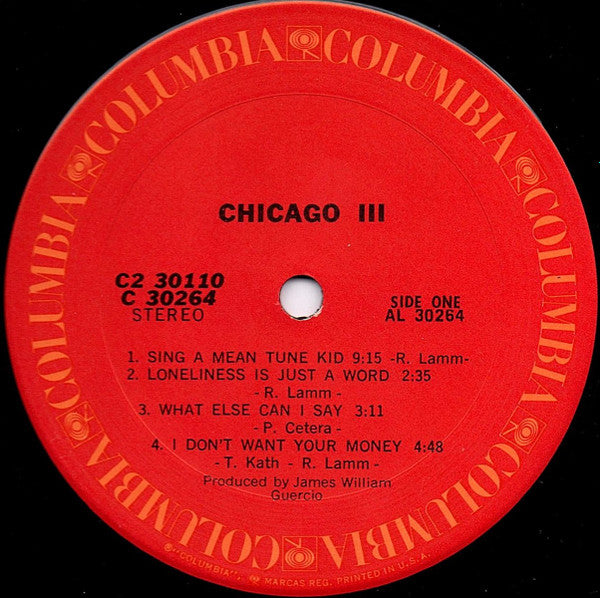 COLUMBIA COLUMBIA COLUMBIA COLUMBIA COLUMBIA COLUMBIA
CHICAGO III
C2 30110
C 30264
STEREO
SIDE ONE
AL 30264
1. SING A MEAN TUNE KID 9:15 -R. Lamm-
2. LONELINESS IS JUST A WORD 2:35
- R. Lamm -
3. WHAT ELSE CAN I SAY 3:11
- P. Cetera -
4. I DON'T WANT YOUR MONEY 4:48
- T. Kath - R. Lamm -
Produced by James William
Guercio
®"COLUMBIA", MARCAS REG. PRINTED IN U.S.A.